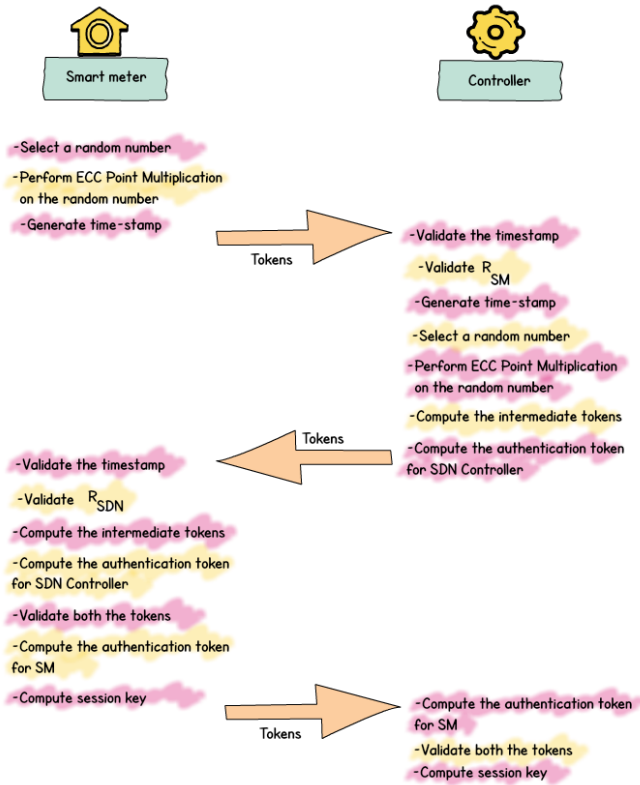 Smart meter
Controller
-Select a random number
-Perform ECC Point Multiplication
on the random number
-Generate time-stamp
Tokens
-Validate the timestamp
-Validate R
SM
-Generate time-stamp
-Select a random number
-Perform ECC Point Multiplication
on the random number
-Compute the intermediate tokens
-Compute the authentication token
for SDN Controller
Tokens
-Validate the timestamp
-Validate R
SDN
-Compute the intermediate tokens
-Compute the authentication token
for SDN Controller
-Validate both the tokens
-Compute the authentication token
for SM
-Compute session key
Tokens
-Compute the authentication token
for SM
-Validate both the tokens
-Compute session key